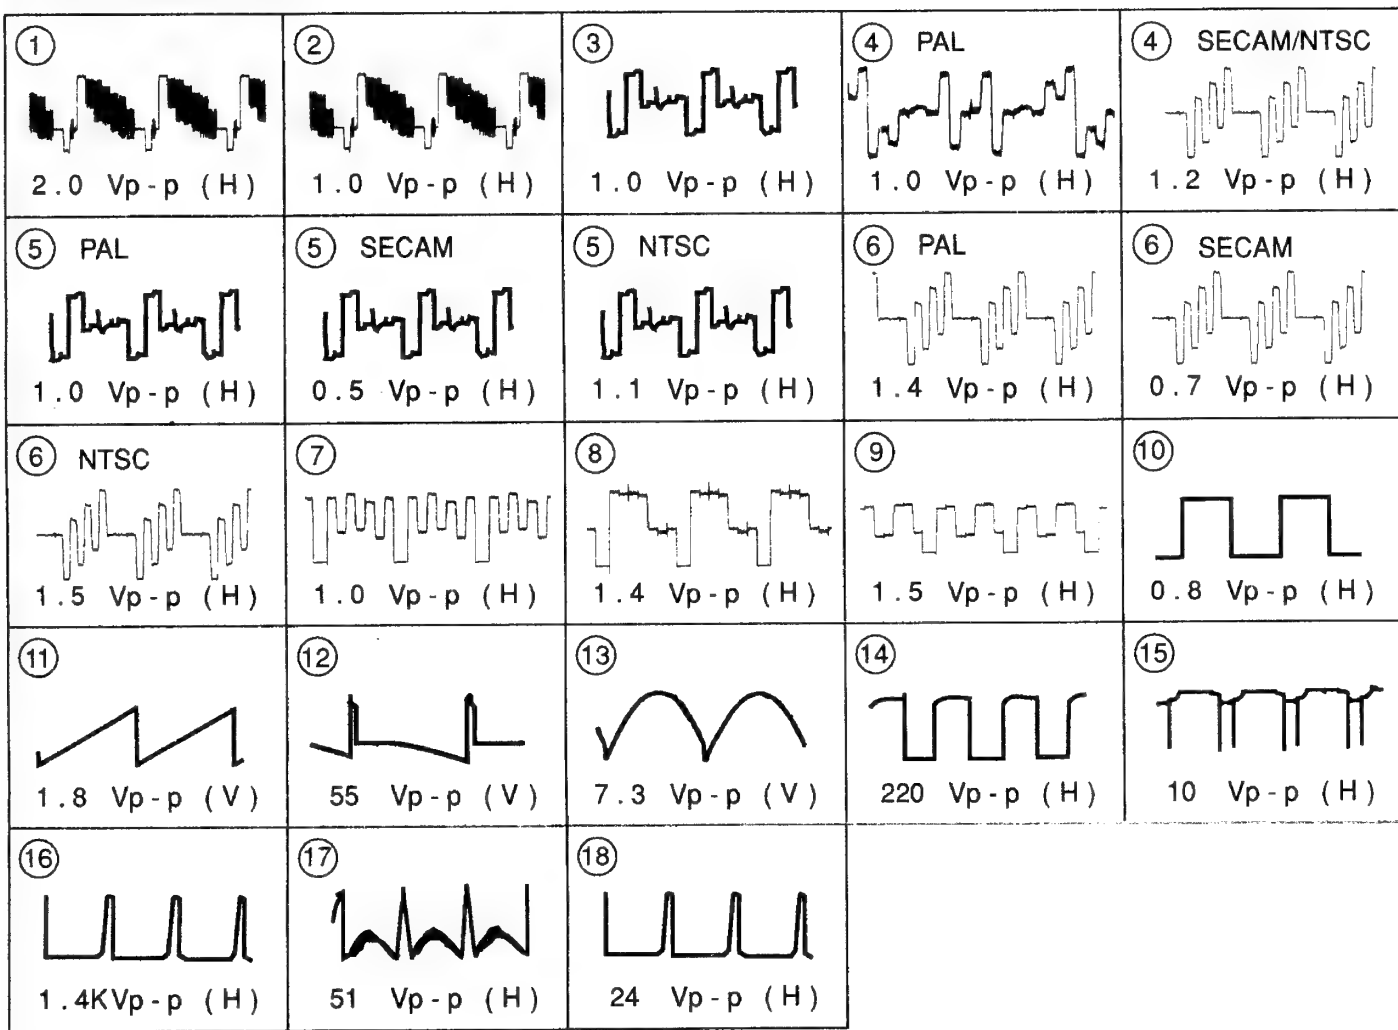 ① 
2.0 Vp-p (H)
②
1.0 Vp-p (H)
③
1.0 Vp-p (H)
④ PAL
1.0 Vp-p (H)
④ SECAM/NTSC
1.2 Vp-p (H)
⑤ PAL
1.0 Vp-p (H)
⑤ SECAM
0.5 Vp-p (H)
⑤ NTSC
1.1 Vp-p (H)
⑥ PAL
1.4 Vp-p (H)
⑥ SECAM
0.7 Vp-p (H)
⑥ NTSC
1.5 Vp-p (H)
⑦
1.0 Vp-p (H)
⑧
1.4 Vp-p (H)
⑨
1.5 Vp-p (H)
⑩
0.8 Vp-p (H)
⑪
1.8 Vp-p (V)
⑫
55 Vp-p (V)
⑬
7.3 Vp-p (V)
⑭
220 Vp-p (H)
⑮
10 Vp-p (H)
⑯
1.4KVp-p (H)
⑰
51 Vp-p (H)
⑱
24 Vp-p (H)